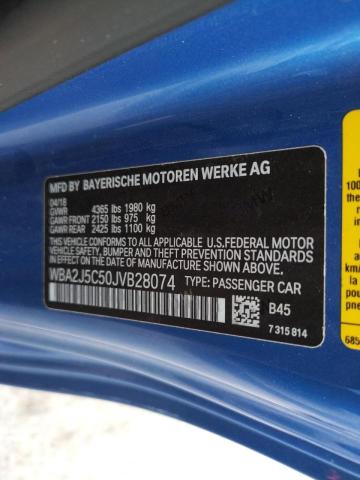 MFD BY BAYERISCHE MOTOREN WERKE AG
04/18
GVWR 4365 lbs 1980 kg
GAWR FRONT 2150 lbs 975 kg
GAWR REAR 2425 lbs 1100 kg
THIS VEHICLE CONFORMS TO ALL APPLICABLE U.S.FEDERAL MOTOR
VEHICLE SAFETY, BUMPER, AND THEFT PREVENTION STANDARDS
IN EFFECT ON THE DATE OF MANUFACTURE SHOWN ABOVE.
WBA2J5C50JVB28074 TYPE: PASSENGER CAR
B45
7 315 814